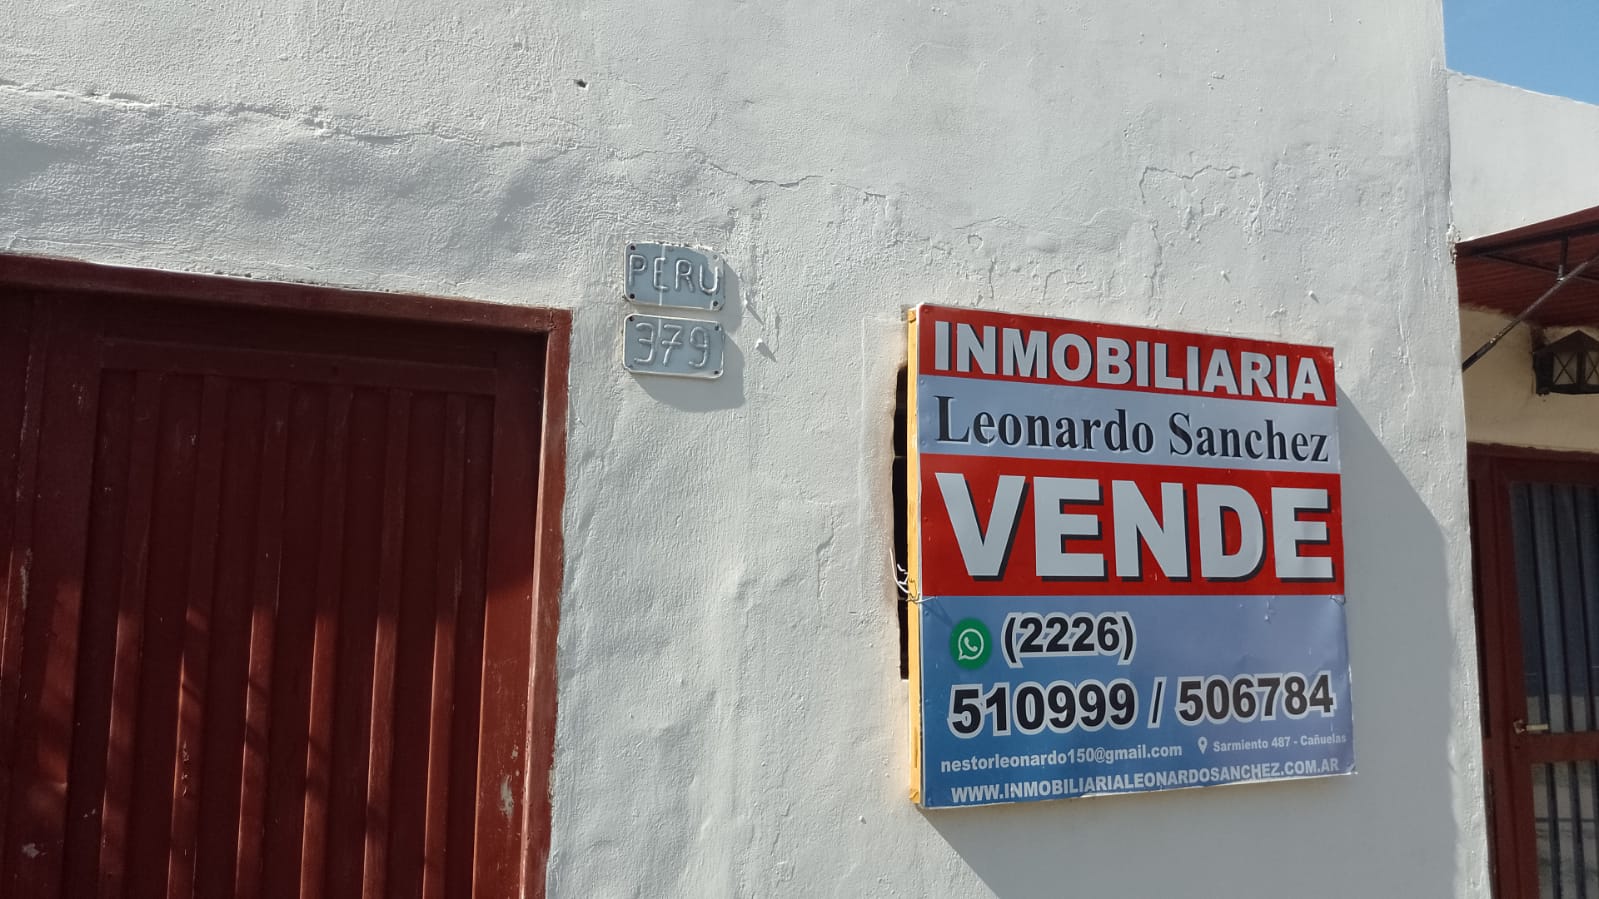 PERU
379
INMOBILIARIA
Leonardo Sanchez
VENDE
(2226)
510999 / 506784
nestorleonardo150@gmail.com Sarmiento 487 - Cañuelas
WWW.INMOBILIARIALEONARDOSANCHEZ.COM.AR